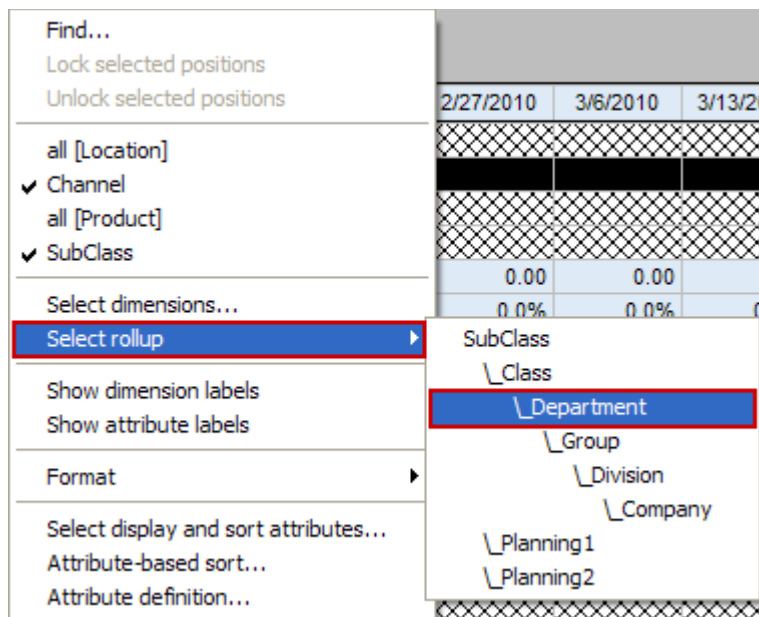 Find...
Lock selected positions
Unlock selected positions
2/27/2010 3/6/2010 3/13/2
all [Location]
Channel
all [Product]
SubClass
0.00 0.00
Select dimensions...
0.0% 0.0%
Select rollup
SubClass
\_Class
Show dimension labels
\_Department
Show attribute labels
\_Group
Format
\_Division
\_Company
Select display and sort attributes...
\_Planning1
Attribute-based sort...
\_Planning2
Attribute definition...